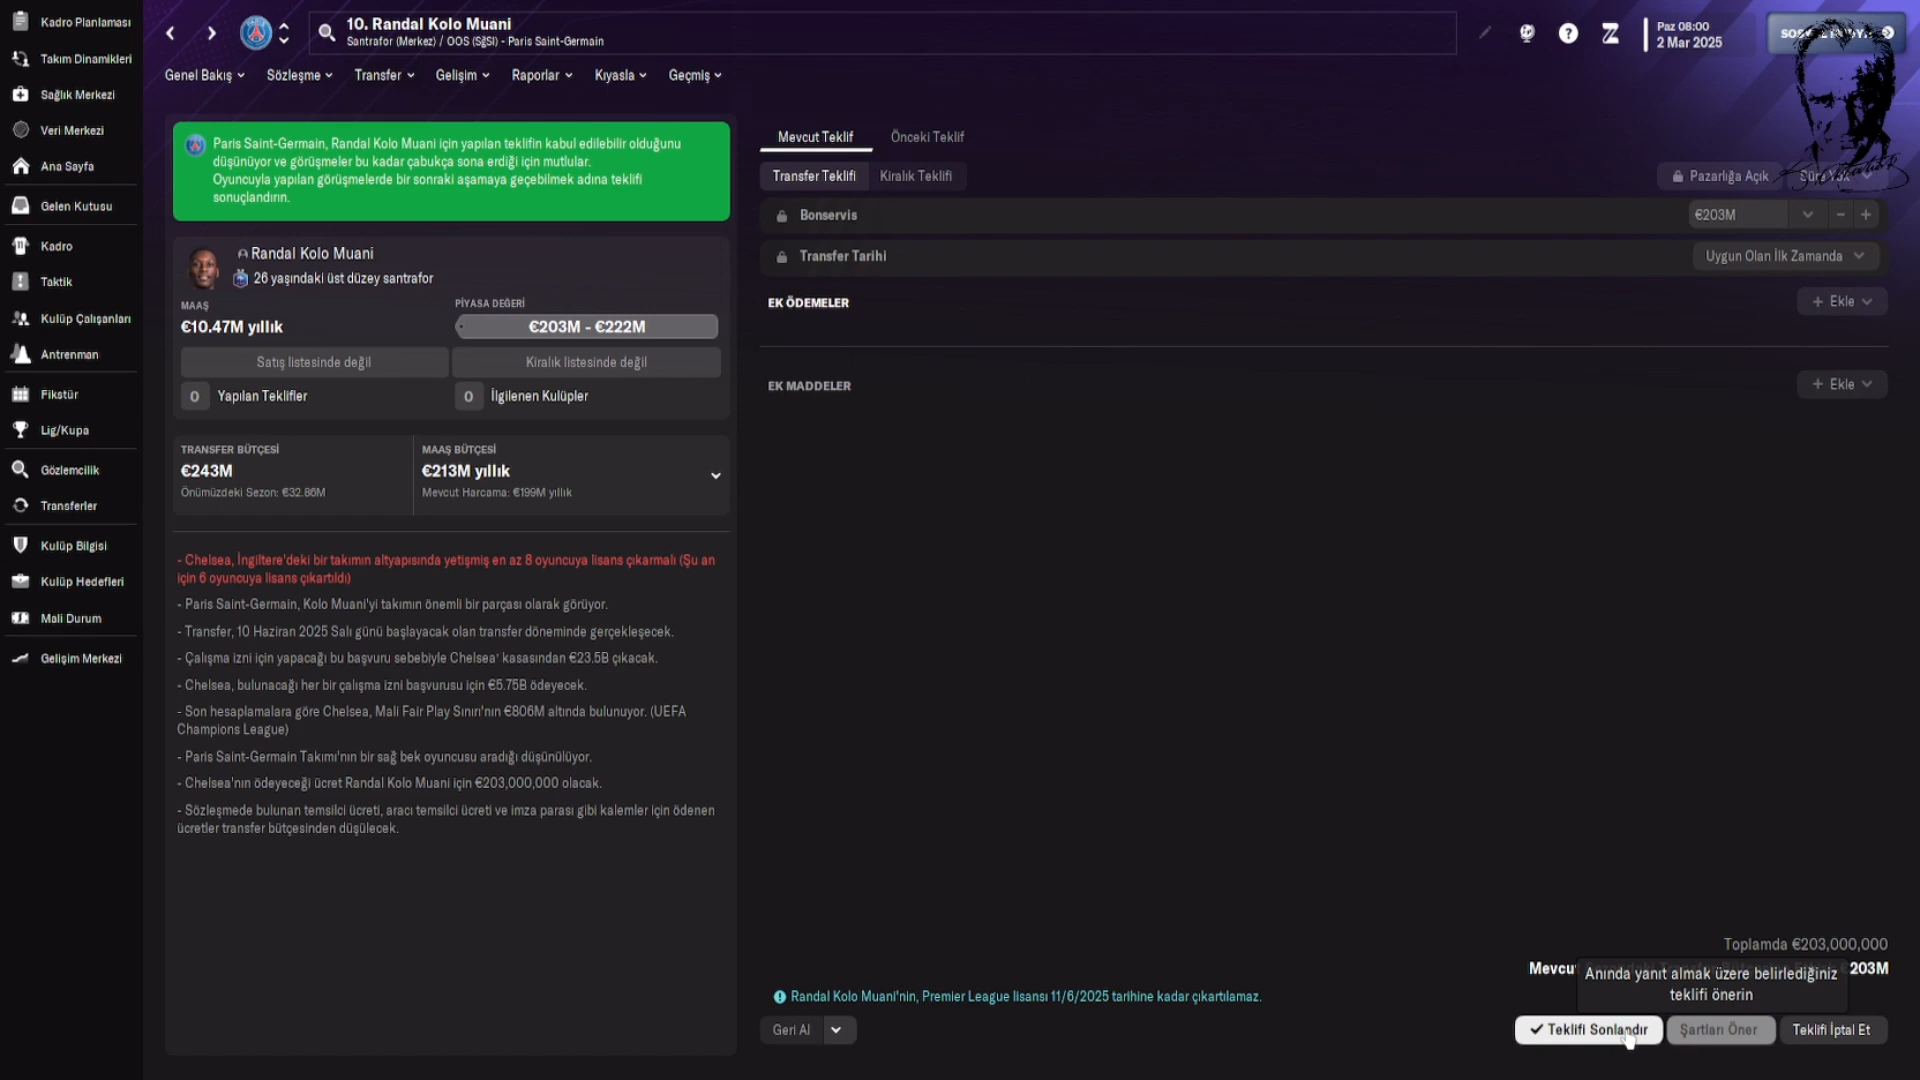 Kadro Planlaması
Takım Dinamikleri
Sağlık Merkezi
Veri Merkezi
Ana Sayfa
Gelen Kutusu
Kadro
Taktik
Kulüp Çalışanları
Antrenman
Fikstür
Lig/Kupa
Gözlemcilik
Transferler
Kulüp Bilgisi
Kulüp Hedefleri
Mali Durum
Gelişim Merkezi
10. Randal Kolo Muani
Santrafor (Merkez) / OOS (SğSl) - Paris Saint-Germain
Paz 08:00
2 Mar 2025
Genel Bakış
Sözleşme
Transfer
Gelişim
Raporlar
Kıyasla
Geçmiş
Paris Saint-Germain, Randal Kolo Muani için yapılan teklifin kabul edilebilir olduğunu
düşünüyor ve görüşmeler bu kadar çabukça sona erdiği için mutlular.
Oyuncuyla yapılan görüşmelerde bir sonraki aşamaya geçebilmek adına teklifi
sonuçlandırın.
Randal Kolo Muani
26 yaşındaki üst düzey santrafor
MAAŞ
€10.47M yıllık
PİYASA DEĞERİ
€203M - €222M
Satış listesinde değil
Kiralık listesinde değil
0 Yapılan Teklifler
0 İlgilenen Kulüpler
TRANSFER BÜTÇESİ
€243M
Önümüzdeki Sezon: €32.86M
MAAŞ BÜTÇESİ
€213M yıllık
Mevcut Harcama: €199M yıllık
- Chelsea, İngiltere'deki bir takımın altyapısında yetişmiş en az 8 oyuncuya lisans çıkarmalı (Şu an
için 6 oyuncuya lisans çıkartıldı)
- Paris Saint-Germain, Kolo Muani'yi takımın önemli bir parçası olarak görüyor.
- Transfer, 10 Haziran 2025 Salı günü başlayacak olan transfer döneminde gerçekleşecek.
- Çalışma izni için yapacağı bu başvuru sebebiyle Chelsea' kasasından €23.5B çıkacak.
- Chelsea, bulunacağı her bir çalışma izni başvurusu için €5.75B ödeyecek.
- Son hesaplamalara göre Chelsea, Mali Fair Play Sınırı'nın €806M altında bulunuyor. (UEFA
Champions League)
- Paris Saint-Germain Takımı'nın bir sağ bek oyuncusu aradığı düşünülüyor.
- Chelsea'nin ödeyeceği ücret Randal Kolo Muani için €203,000,000 olacak.
- Sözleşmede bulunan temsilci ücreti, aracı temsilci ücreti ve imza parası gibi kalemler için ödenen
ücretler transfer bütçesinden düşülecek.
Mevcut Teklif
Önceki Teklif
Transfer Teklifi
Kiralık Teklifi
Pazarlığa Açık
Bonservis
€203M
Transfer Tarihi
Uygun Olan İlk Zamanda
EK ÖDEMELER
+ Ekle
EK MADDELER
+ Ekle
Toplamda €203,000,000
203M
Anında yanıt almak üzere belirlediğiniz
teklifi önerin
Randal Kolo Muani'nin, Premier League lisansı 11/6/2025 tarihine kadar çıkartılamaz.
Geri Al
Teklifi Sonlandır
Şartları Öner
Teklifi İptal Et